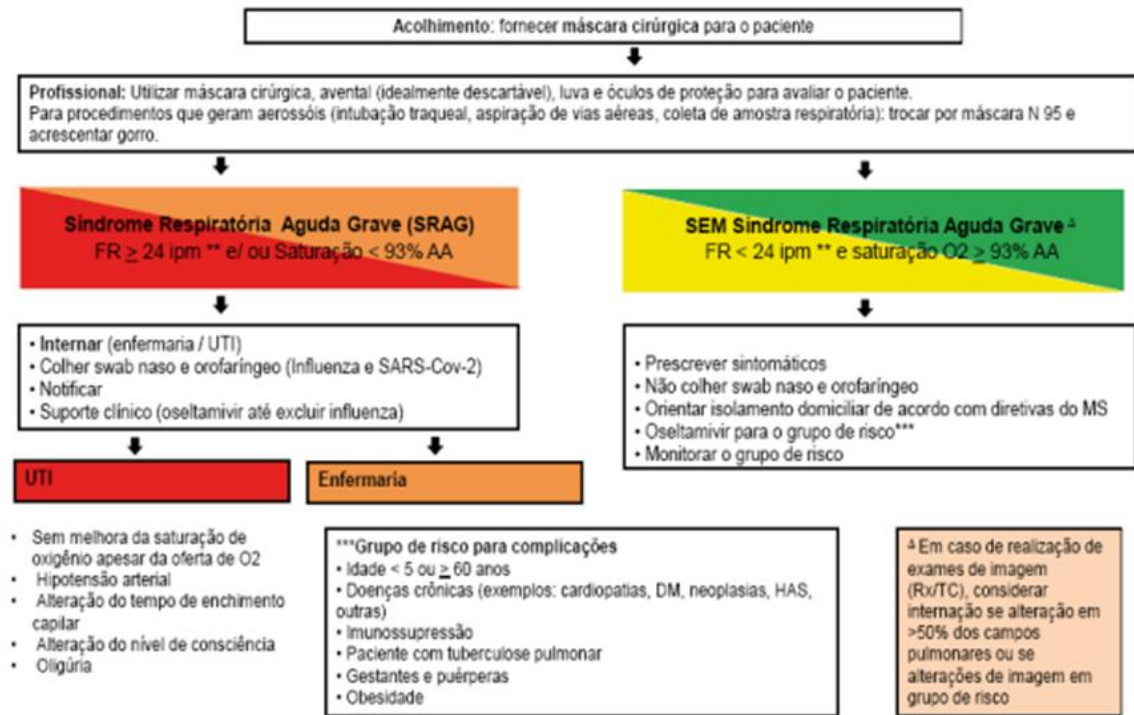 Acolhimento: fornecer máscara cirúrgica para o paciente
Profissional: Utilizar máscara cirúrgica, avental (idealmente descartável), luva e óculos de proteção para avaliar o paciente.
Para procedimentos que geram aerossóis (intubação traqueal, aspiração de vias aéreas, coleta de amostra respiratória): trocar por máscara N 95 e
acrescentar gorro.
Síndrome Respiratória Aguda Grave (SRAG)
FR ≥ 24 ipm ** e/ ou Saturação < 93% AA
SEM Síndrome Respiratória Aguda Grave Δ
FR < 24 ipm ** e saturação O2 ≥ 93% AA
• Internar (enfermaria / UTI)
• Colher swab naso e orofaríngeo (Influenza e SARS-Cov-2)
• Notificar
• Suporte clínico (oseltamivir até excluir influenza)
• Prescrever sintomáticos
• Não colher swab naso e orofaríngeo
• Orientar isolamento domiciliar de acordo com diretivas do MS
• Oseltamivir para o grupo de risco***
• Monitorar o grupo de risco
UTI
Enfermaria
• Sem melhora da saturação de
oxigênio apesar da oferta de O2
• Hipotensão arterial
• Alteração do tempo de enchimento
capilar
• Alteração do nível de consciência
• Oligúria
***Grupo de risco para complicações
• Idade < 5 ou ≥ 60 anos
• Doenças crônicas (exemplos: cardiopatias, DM, neoplasias, HAS,
outras)
• Imunossupressão
• Paciente com tuberculose pulmonar
• Gestantes e puérperas
• Obesidade
Δ Em caso de realização de
exames de imagem
(Rx/TC), considerar
internação se alteração em
>50% dos campos
pulmonares ou se
alterações de imagem em
grupo de risco